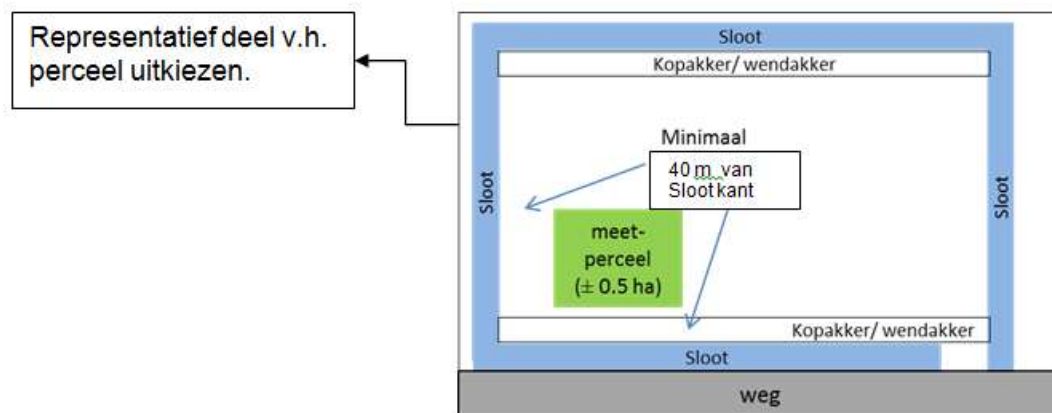 Representatief deel v.h.
perceel uitkiezen.
Sloot
Kopakker/ wendakker
Minimaal
40 m van
Slootkant
Sloot
Sloot
meet-
perceel
(± 0.5 ha)
Kopakker/ wendakker
Sloot
weg